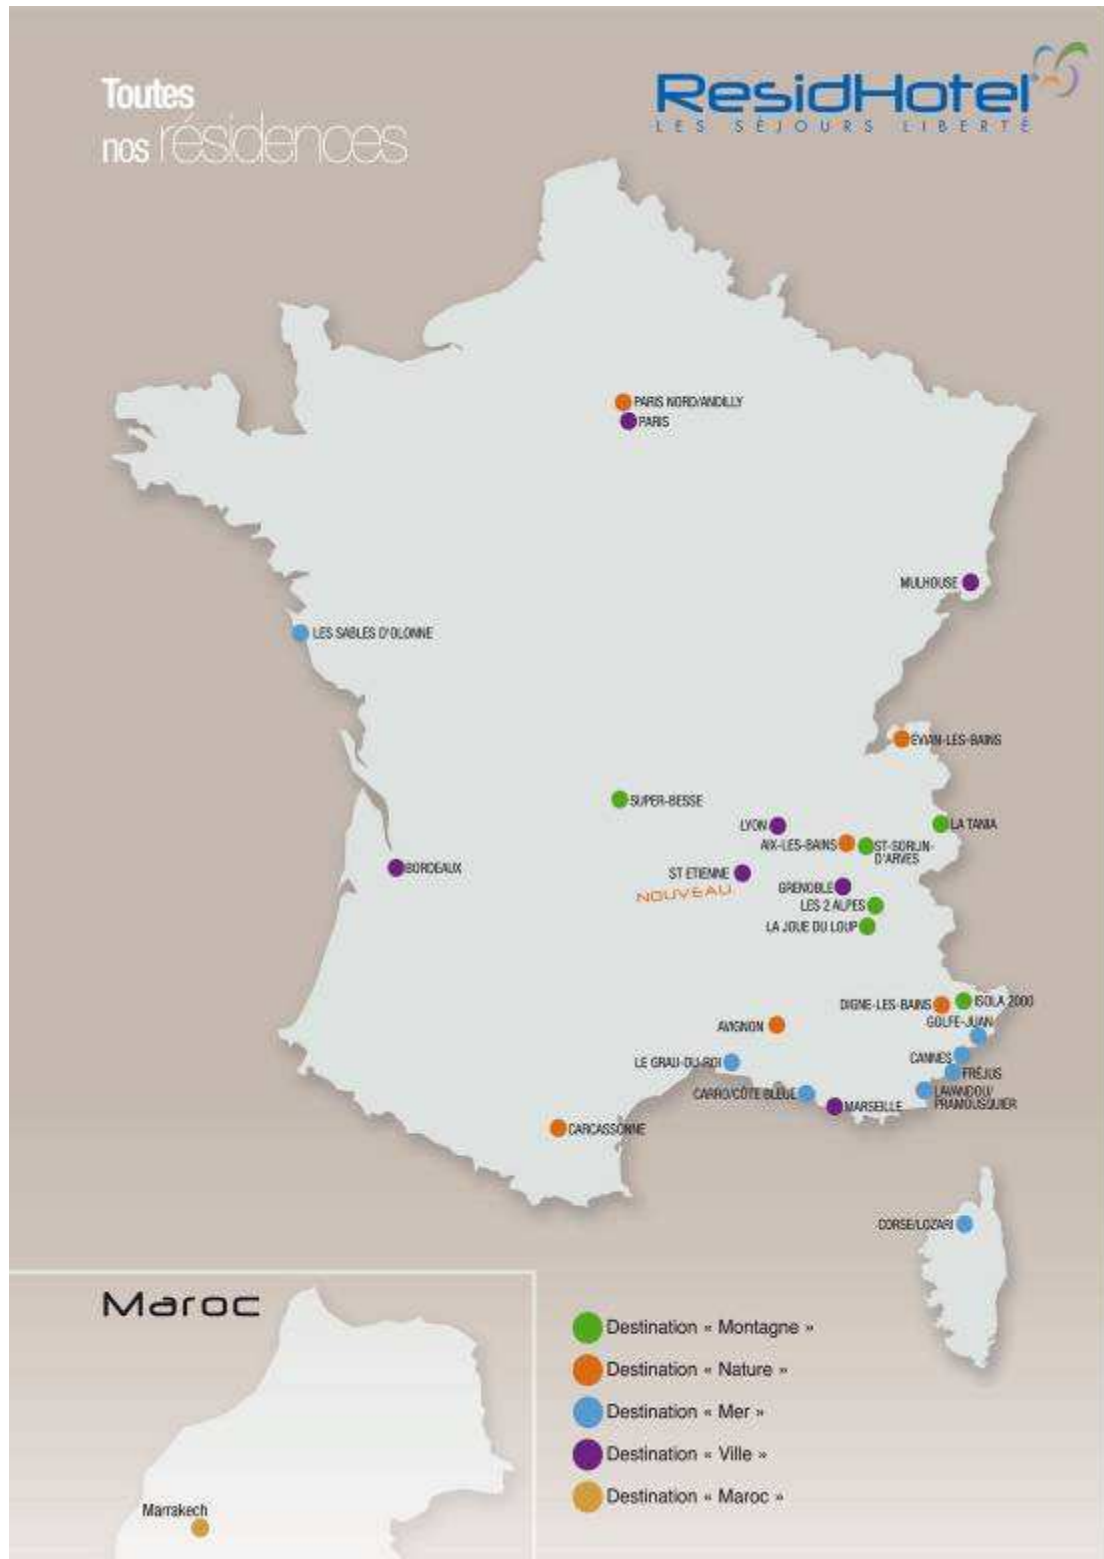 Toutes
nos résidences
ResidHotel
LES SÉJOURS LIBERTÉ
PARIS NORD/ANDILLY
PARIS
MULHOUSE
LES SABLES D'OLONNE
EVIAN-LES-BAINS
SUPER-BESSE
LYON
LA TANIA
AIX-LES-BAINS
ST-SORLIN-
D'ARVES
BORDEAUX
ST ETIENNE
NOUVEAU
GRENOBLE
LES 2 ALPES
LA JOUE DU LOUP
DIGNE-LES-BAINS
ISOLA 2000
GOLFE-JUAN
AVIGNON
CANNES
LE GRAU-DU-ROI
FRÉJUS
CARRO/CÔTE BLEUE
LAVANDOU/
PRAMOUSQUIER
MARSEILLE
CARCASSONNE
CORSE/LOZARI
Maroc
Marrakech
Destination « Montagne »
Destination « Nature »
Destination « Mer »
Destination « Ville »
Destination « Maroc »